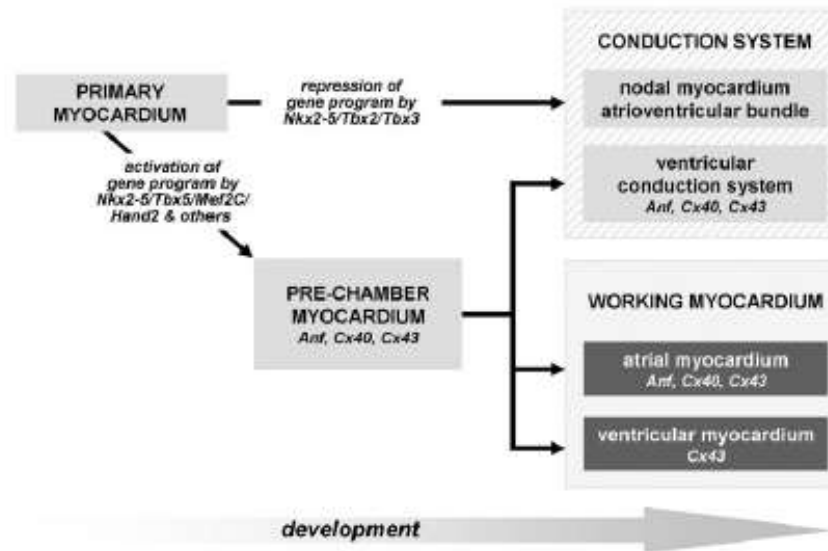 PRIMARY
MYOCARDIUM
repression of
gene program by
Nkx2-5/Tbx2/Tbx3
activation of
gene program by
Nkx2-5/Tbx5/Mef2C/
Hand2 & others
PRE-CHAMBER
MYOCARDIUM
Anf, Cx40, Cx43
CONDUCTION SYSTEM
nodal myocardium
atrioventricular bundle
ventricular
conduction system
Anf, Cx40, Cx43
WORKING MYOCARDIUM
atrial myocardium
Anf, Cx40, Cx43
ventricular myocardium
Cx43
development